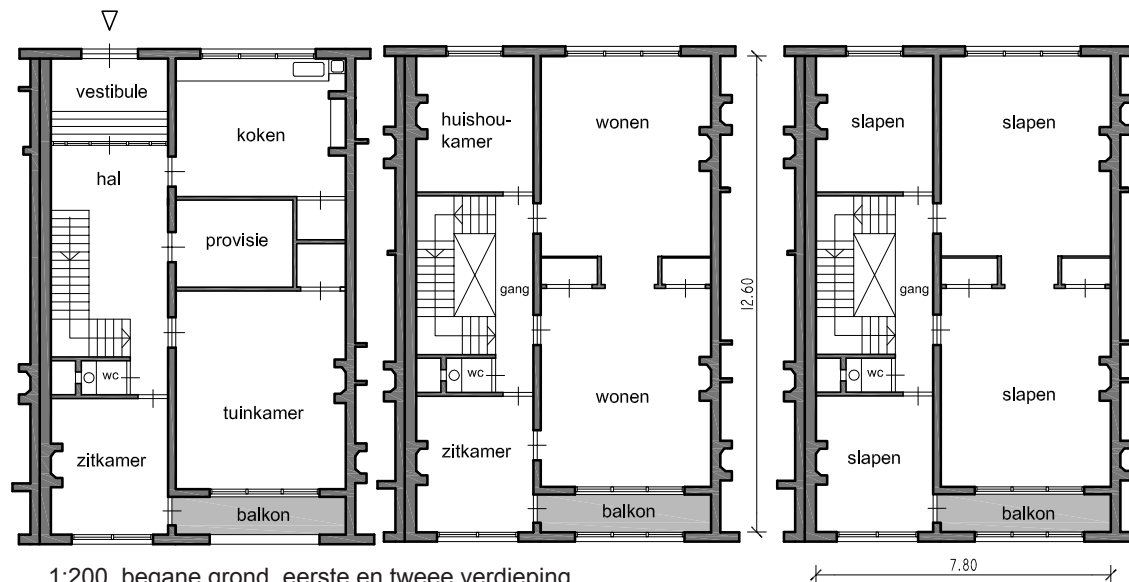 vestibule
koken
hal
provisie
wc
tuinkamer
zitkamer
balkon
huishou-
kamer
wonen
gang
wc
wonen
zitkamer
balkon
12.60
slapen
slapen
gang
wc
slapen
slapen
balkon
7.80
1:200 begane grond, eerste en tweee verdieping